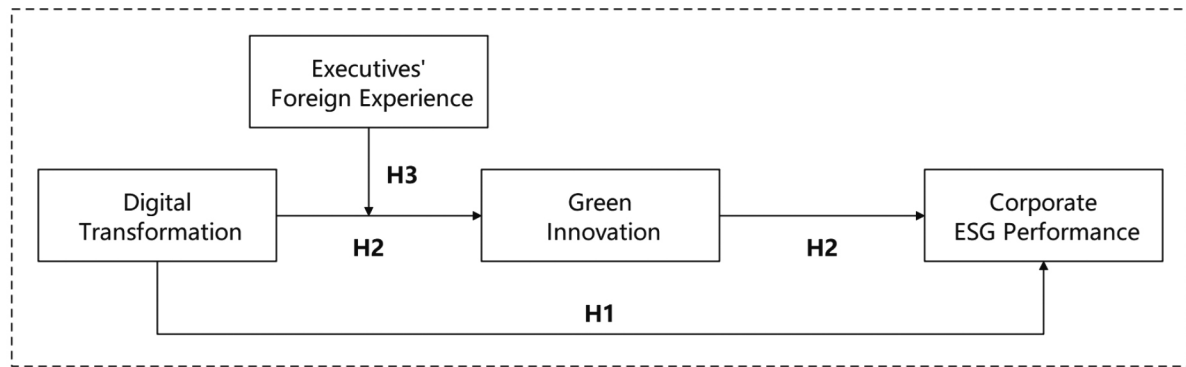 Executives'
Foreign Experience
H3
Digital
Transformation
H2
Green
Innovation
H2
Corporate
ESG Performance
H1